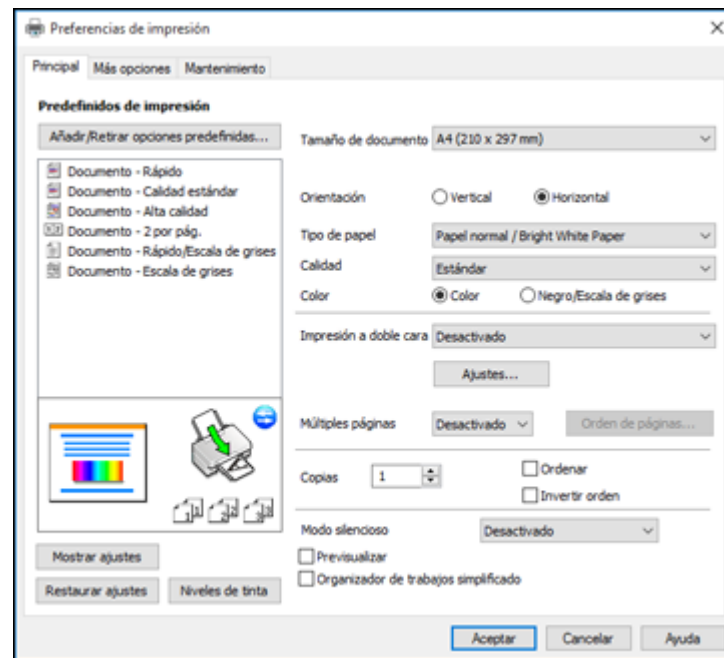 Preferencias de impresión
Principal Más opciones Mantenimiento
Predefinidos de impresión
Añadir/Retirar opciones predefinidas...
Documento - Rápido
Documento - Calidad estándar
Documento - Alta calidad
Documento - 2 por pág.
Documento - Rápido/Escala de grises
Documento - Escala de grises
Mostrar ajustes
Restaurar ajustes Niveles de tinta
Tamaño de documento A4 (210 x 297 mm)
Orientación Vertical Horizontal
Tipo de papel Papel normal / Bright White Paper
Calidad Estándar
Color Color Negro/Escala de grises
Impresión a doble cara Desactivado
Ajustes...
Múltiples páginas Desactivado Orden de páginas...
Copias 1 Ordenar
Invertir orden
Modo silencioso Desactivado
Previsualizar
Organizador de trabajos simplificado
Aceptar Cancelar Ayuda